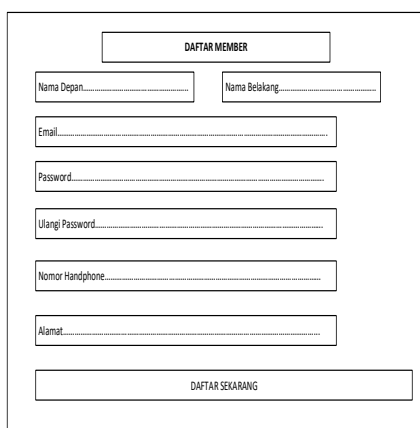 DAFTAR MEMBER
Nama Depan.................................................. Nama Belakang..............................................
Email................................................................................................................................
Password.......................................................................................................................
Ulangi Password............................................................................................................
Nomor Handphone.....................................................................................................
Alamat.........................................................................................................................
DAFTAR SEKARANG